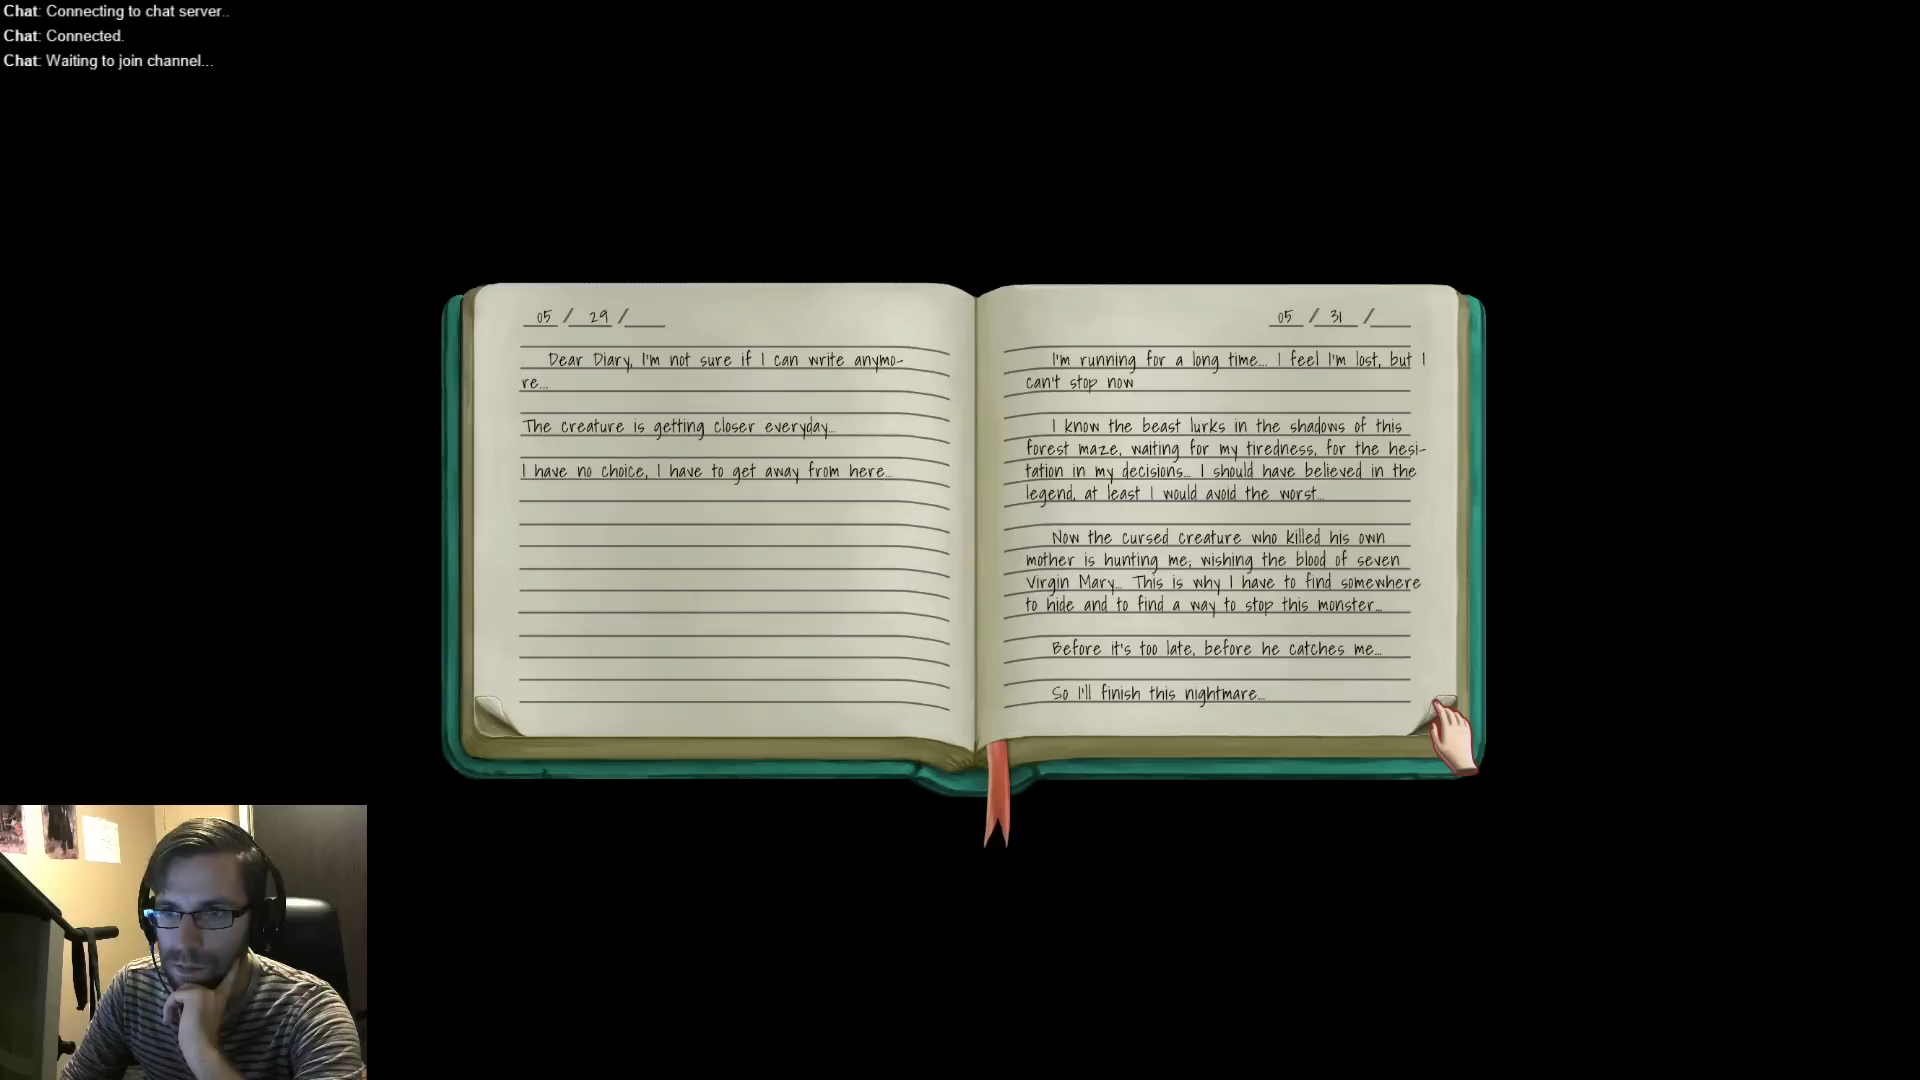 Chat: Connecting to chat server..
Chat: Connected.
Chat: Waiting to join channel...
05 / 29 /
Dear Diary, I'm not sure if I can write anymo-
re...
The creature is getting closer everyday...
I have no choice, I have to get away from here...
05 / 31 /
I'm running for a long time... I feel I'm lost, but I
can't stop now
I know the beast lurks in the shadows of this
forest maze, waiting for my tiredness, for the hesi-
tation in my decisions... I should have believed in the
legend, at least I would avoid the worst...
Now the cursed creature who killed his own
mother is hunting me, wishing the blood of seven
Virgin Mary... This is why I have to find somewhere
to hide and to find a way to stop this monster...
Before it's too late, before he catches me...
So I'll finish this nightmare...